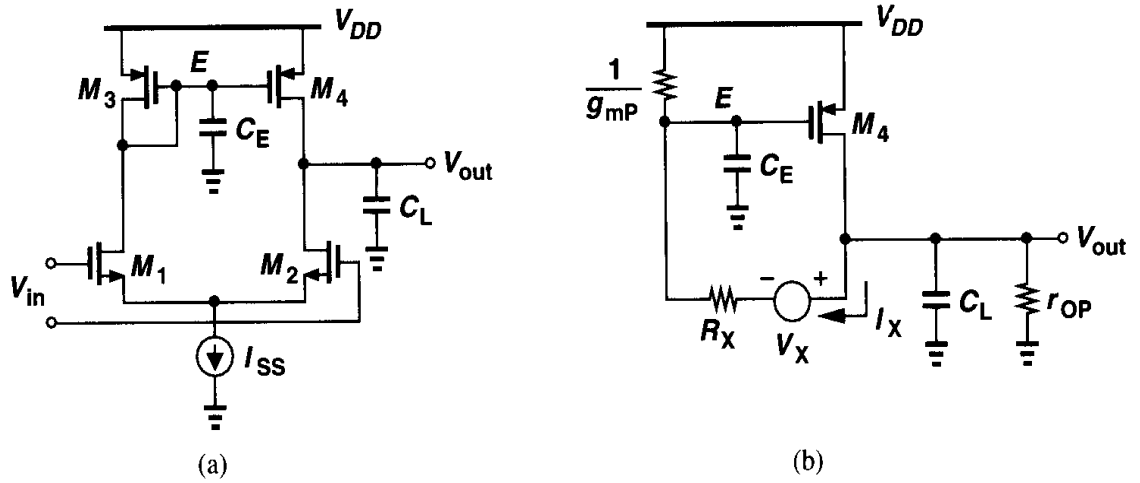 V_DD
E
M_3
M_4
C_E
V_out
C_L
M_1
M_2
V_in
I_SS
(a)
V_DD
1
g_mP
E
M_4
C_E
V_out
- +
R_X
V_X
I_X
C_L
r_OP
(b)